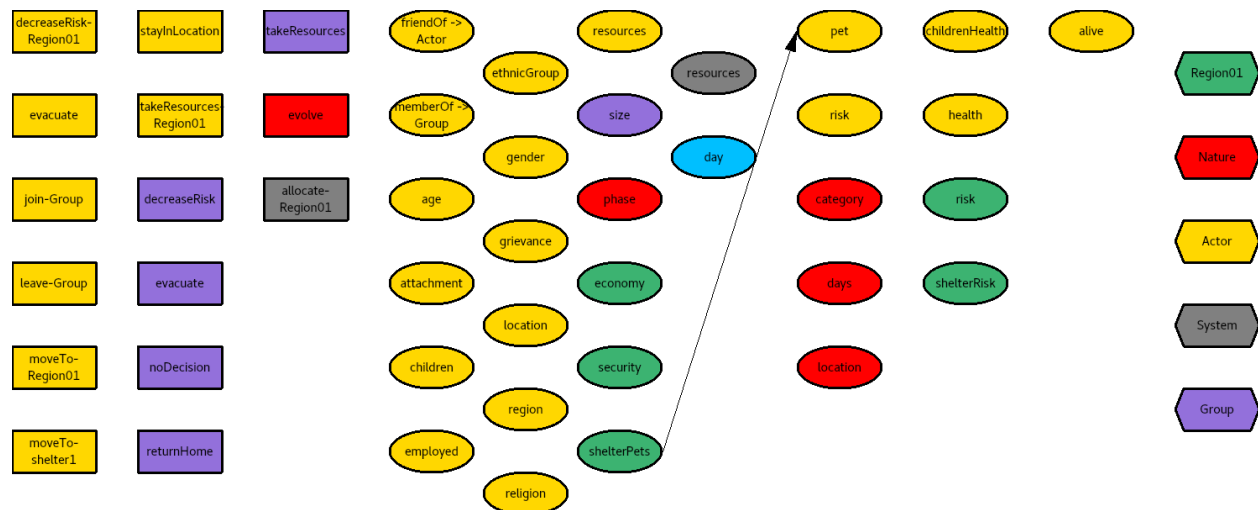 decreaseRisk-
Region01
stayInLocation
takeResources
friendOf ->
Actor
resources
pet
childrenHealth
alive
ethnicGroup
resources
Region01
evacuate
takeResources-
Region01
evolve
memberOf ->
Group
size
risk
health
gender
day
Nature
join-Group
decreaseRisk
allocate-
Region01
age
phase
category
risk
grievance
Actor
leave-Group
evacuate
attachment
economy
days
shelterRisk
location
System
moveTo-
Region01
noDecision
children
security
location
region
Group
moveTo-
shelter1
returnHome
employed
shelterPets
religion